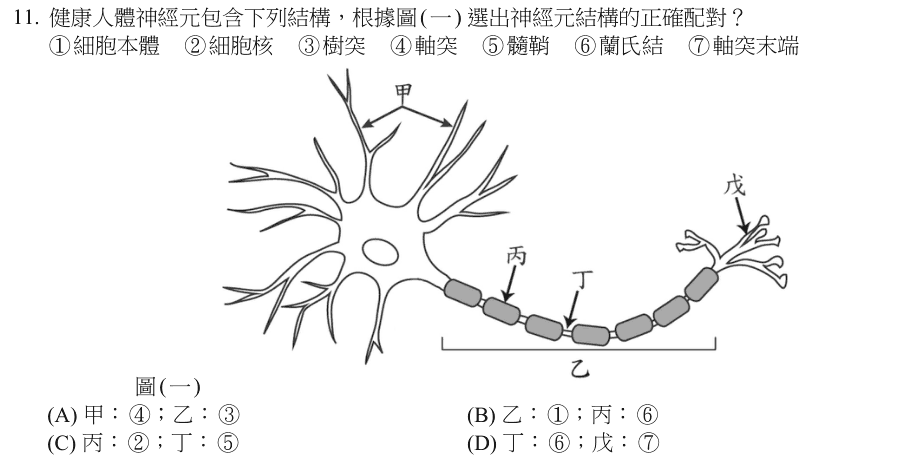 11. 健康人體神經元包含下列結構，根據圖(一)選出神經元結構的正確配對？
①細胞本體 ②細胞核 ③樹突 ④軸突 ⑤髓鞘 ⑥蘭氏結 ⑦軸突末端
甲
戊
丙
丁
乙
圖(一)
(A) 甲：④；乙：③ (B) 乙：①；丙：⑥
(C) 丙：②；丁：⑤ (D) 丁：⑥；戊：⑦